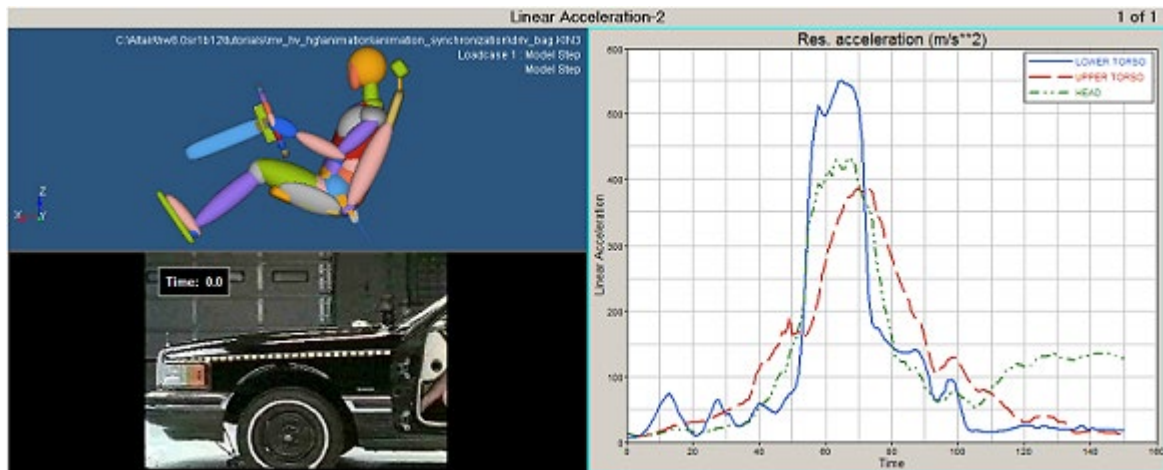 Linear Acceleration-2
1 of 1
Loadcase 1 : Model Step
Model Step
Z
X
Y
Time: 0.0
Res. acceleration (m/s**2)
LOWER TORSO
UPPER TORSO
HEAD
Linear Acceleration
600
500
400
300
200
100
0
0
20
40
60
80
100
120
140
160
Time